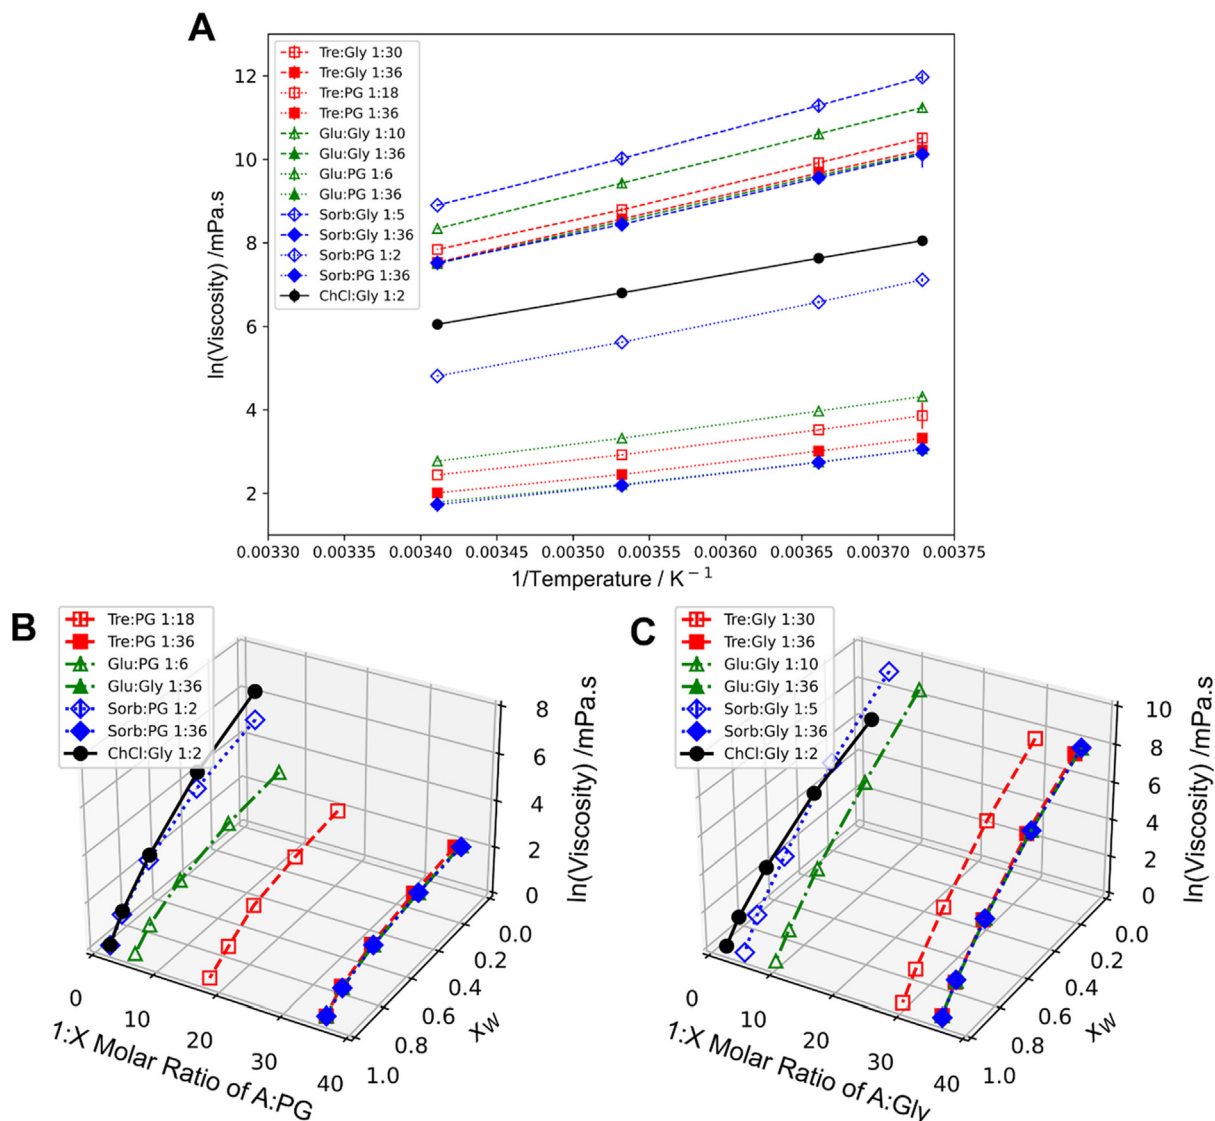 A
Tre:Gly 1:30
Tre:Gly 1:36
Tre:PG 1:18
Tre:PG 1:36
Glu:Gly 1:10
Glu:Gly 1:36
Glu:PG 1:6
Glu:PG 1:36
Sorb:Gly 1:5
Sorb:Gly 1:36
Sorb:PG 1:2
Sorb:PG 1:36
ChCl:Gly 1:2
12
10
8
6
4
2
ln(Viscosity) /mPa.s
0.00330 0.00335 0.00340 0.00345 0.00350 0.00355 0.00360 0.00365 0.00370 0.00375
1/Temperature / K⁻¹
B
Tre:PG 1:18
Tre:PG 1:36
Glu:PG 1:6
Glu:Gly 1:36
Sorb:PG 1:2
Sorb:PG 1:36
ChCl:Gly 1:2
8
6
4
2
0
ln(Viscosity) /mPa.s
0.0
0.2
0.4
0.6
0.8
1.0
xW
0
10
20
30
40
1:X Molar Ratio of A:PG
C
Tre:Gly 1:30
Tre:Gly 1:36
Glu:Gly 1:10
Glu:Gly 1:36
Sorb:Gly 1:5
Sorb:Gly 1:36
ChCl:Gly 1:2
10
8
6
4
2
0
ln(Viscosity) /mPa.s
0.0
0.2
0.4
0.6
0.8
1.0
xW
0
10
20
30
40
1:X Molar Ratio of A:Gly